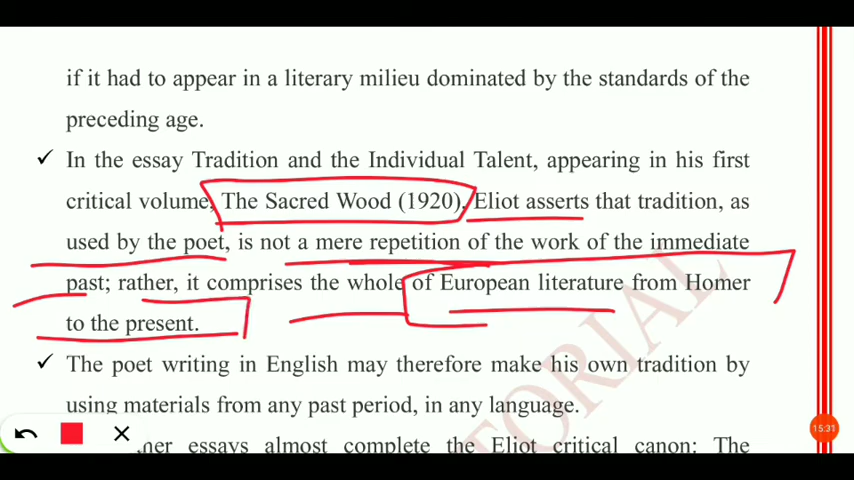 if it had to appear in a literary milieu dominated by the standards of the
preceding age.
✓ In the essay Tradition and the Individual Talent, appearing in his first
critical volume, The Sacred Wood (1920), Eliot asserts that tradition, as
used by the poet, is not a mere repetition of the work of the immediate
past; rather, it comprises the whole of European literature from Homer
to the present.
✓ The poet writing in English may therefore make his own tradition by
using materials from any past period, in any language.
essays almost complete the Eliot critical canon: The
TORIAL
15:31